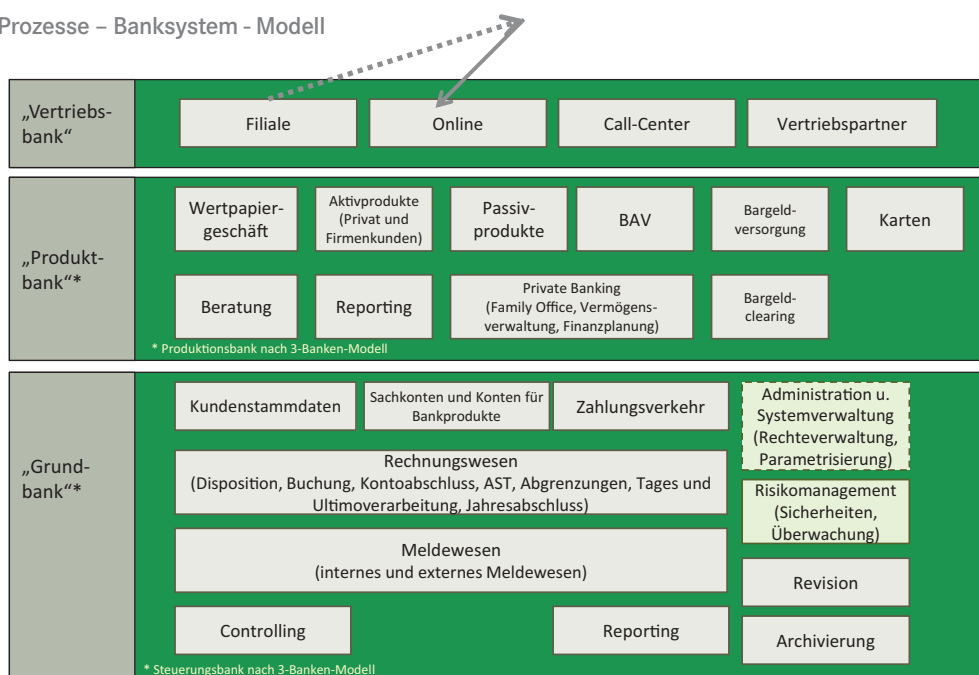 Prozesse – Banksystem - Modell
„Vertriebs-
bank“
Filiale
Online
Call-Center
Vertriebspartner
„Produkt-
bank“*
Wertpapier-
geschäft
Aktivprodukte
(Privat und
Firmenkunden)
Passiv-
produkte
BAV
Bargeld-
versorgung
Karten
Beratung
Reporting
Private Banking
(Family Office, Vermögens-
verwaltung, Finanzplanung)
Bargeld-
clearing
* Produktionsbank nach 3-Banken-Modell
„Grund-
bank“*
Kundenstammdaten
Sachkonten und Konten für
Bankprodukte
Zahlungsverkehr
Administration u.
Systemverwaltung
(Rechteverwaltung,
Parametrisierung)
Rechnungswesen
(Disposition, Buchung, Kontoabschluss, AST, Abgrenzungen, Tages und
Ultimoverarbeitung, Jahresabschluss)
Risikomanagement
(Sicherheiten,
Überwachung)
Meldewesen
(internes und externes Meldewesen)
Revision
Controlling
Reporting
Archivierung
* Steuerungsbank nach 3-Banken-Modell